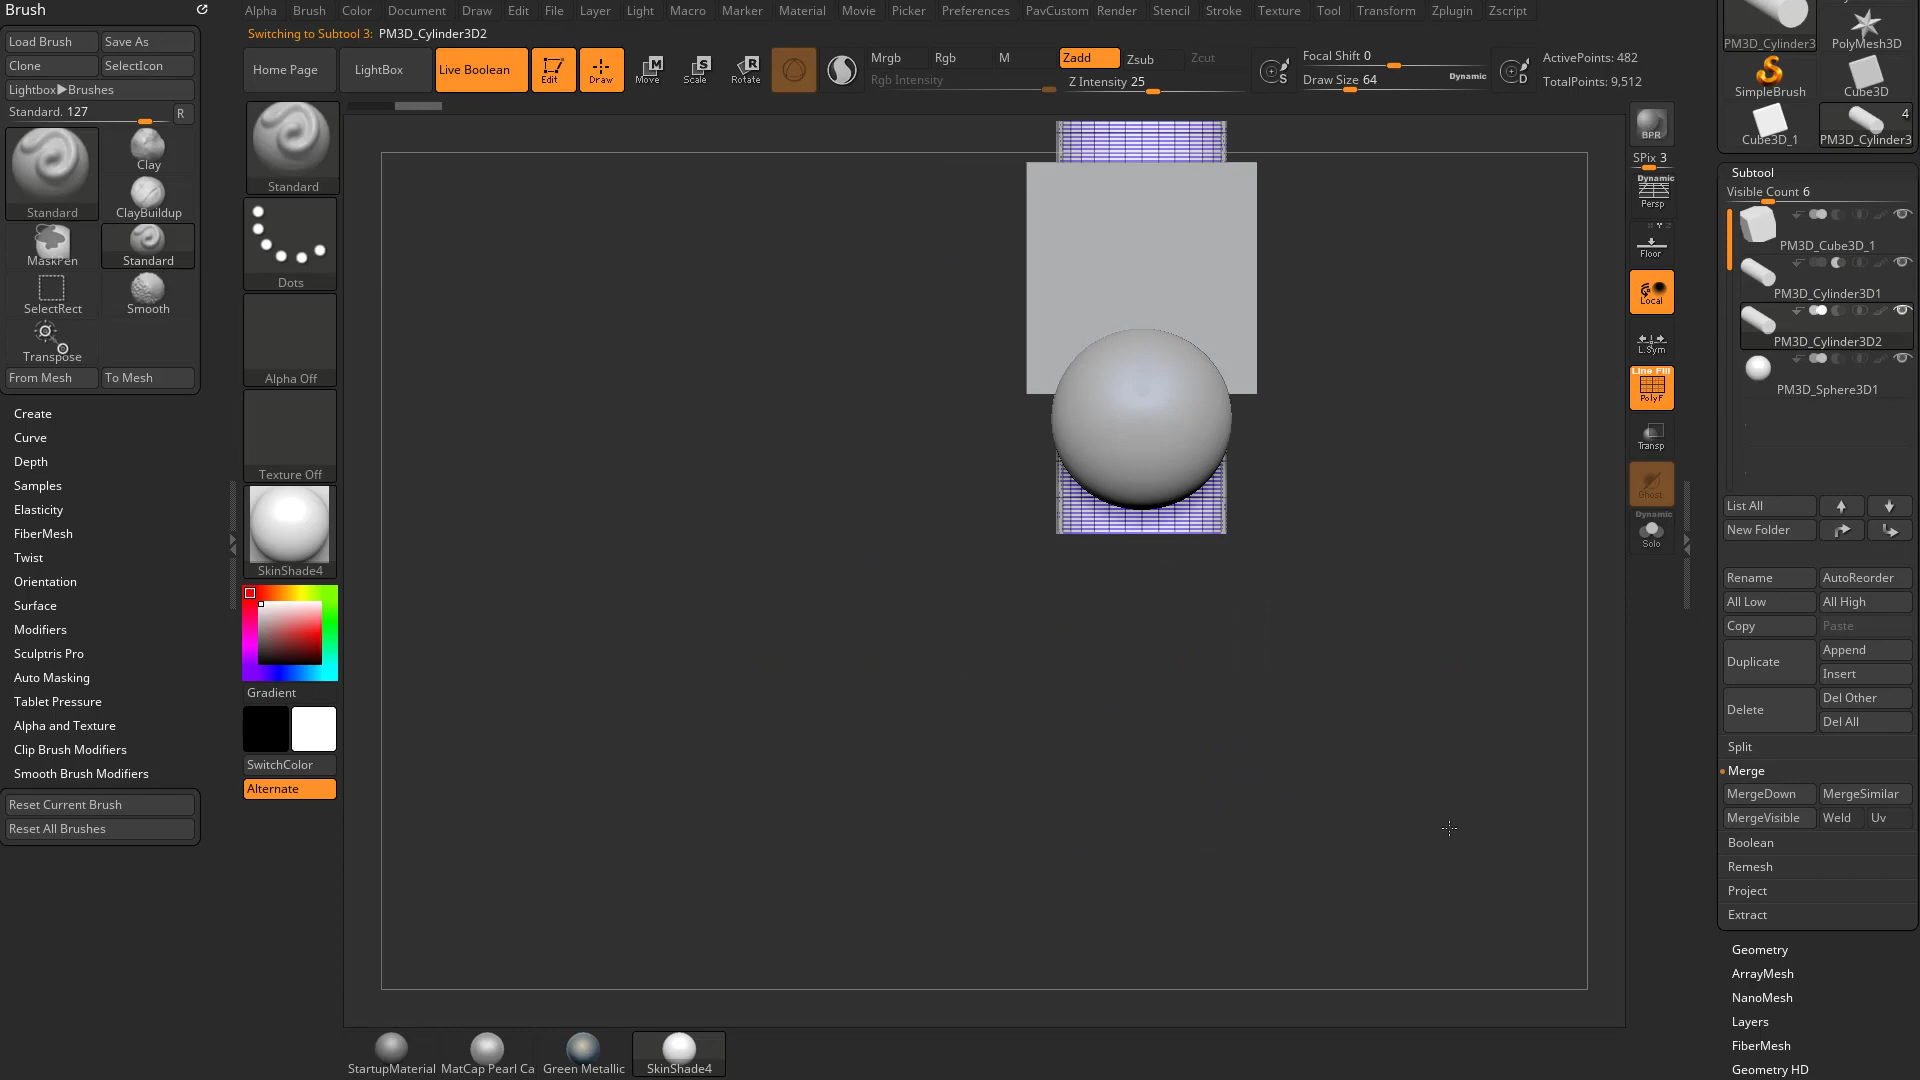 Brush
Alpha Brush Color Document Draw Edit File Layer Light Macro Marker Material Movie Picker Preferences PavCustom Render Stencil Stroke Texture Tool Transform Zplugin Zscript
Switching to Subtool 3: PM3D_Cylinder3D2
Load Brush Save As
Clone SelectIcon
Lightbox▶Brushes
Standard. 127 R
Standard
Clay
ClayBuildup
MaskPen
Standard
SelectRect
Smooth
Transpose
From Mesh To Mesh
Create
Curve
Depth
Samples
Elasticity
FiberMesh
Twist
Orientation
Surface
Modifiers
Sculptris Pro
Auto Masking
Tablet Pressure
Alpha and Texture
Clip Brush Modifiers
Smooth Brush Modifiers
Reset Current Brush
Reset All Brushes
Home Page
LightBox
Live Boolean
Edit
Draw
M
Move
S
Scale
R
Rotate
Mrgb Rgb M
Rgb Intensity
Zadd Zsub Zcut
Z Intensity 25
S
Focal Shift 0
Draw Size 64 Dynamic
D
ActivePoints: 482
TotalPoints: 9,512
Standard
Dots
Alpha Off
Texture Off
SkinShade4
Gradient
SwitchColor
Alternate
StartupMaterial MatCap Pearl Ca Green Metallic SkinShade4
BPR
SPix 3
Dynamic
Persp
Floor
Local
L.Sym
Line Fill
PolyF
Transp
Ghost
Dynamic
Solo
PM3D_Cylinder3 PolyMesh3D
SimpleBrush Cube3D
4
Cube3D_1 PM3D_Cylinder3
Subtool
Visible Count 6
PM3D_Cube3D_1
PM3D_Cylinder3D1
PM3D_Cylinder3D2
PM3D_Sphere3D1
List All
New Folder
Rename AutoReorder
All Low All High
Copy Paste
Duplicate Append
Insert
Delete Del Other
Del All
Split
Merge
MergeDown MergeSimilar
MergeVisible Weld Uv
Boolean
Remesh
Project
Extract
Geometry
ArrayMesh
NanoMesh
Layers
FiberMesh
Geometry HD